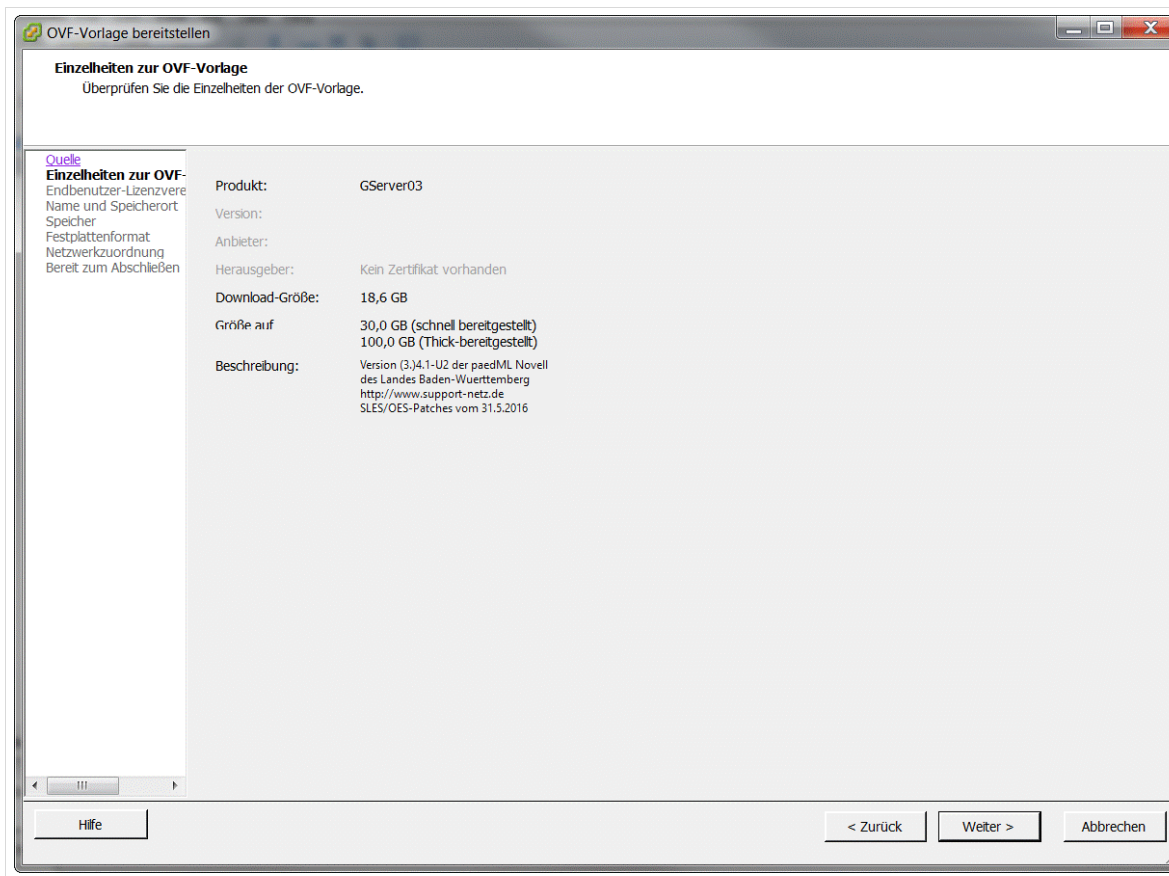 OVF-Vorlage bereitstellen
Einzelheiten zur OVF-Vorlage
Überprüfen Sie die Einzelheiten der OVF-Vorlage.
Quelle
Einzelheiten zur OVF-
Endbenutzer-Lizenzvere
Name und Speicherort
Speicher
Festplattenformat
Netzwerkzuordnung
Bereit zum Abschließen
Produkt: GServer03
Version:
Anbieter:
Herausgeber: Kein Zertifikat vorhanden
Download-Größe: 18,6 GB
Größe auf 30,0 GB (schnell bereitgestellt)
100,0 GB (Thick-bereitgestellt)
Beschreibung: Version (3.)4.1-U2 der paedML Novell
des Landes Baden-Wuerttemberg
http://www.support-netz.de
SLES/OES-Patches vom 31.5.2016
Hilfe
< Zurück
Weiter >
Abbrechen